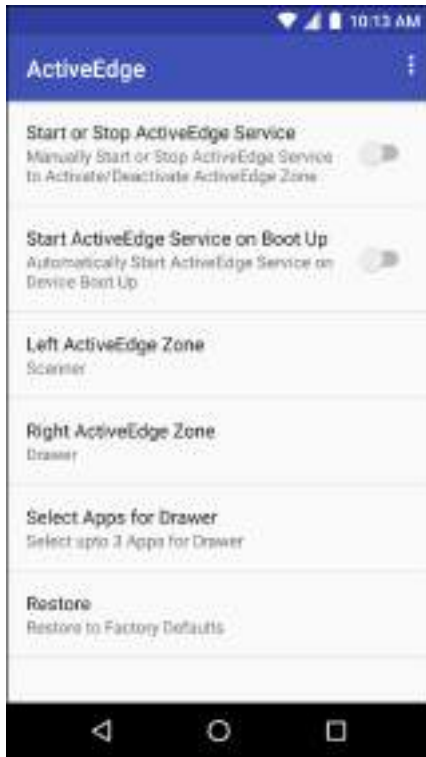 10:13 AM
ActiveEdge
Start or Stop ActiveEdge Service
Manually Start or Stop ActiveEdge Service
to Activate/Deactivate ActiveEdge Zone
Start ActiveEdge Service on Boot Up
Automatically Start ActiveEdge Service on
Device Boot Up
Left ActiveEdge Zone
Scanner
Right ActiveEdge Zone
Drawer
Select Apps for Drawer
Select upto 3 Apps for Drawer
Restore
Restore to Factory Defaults